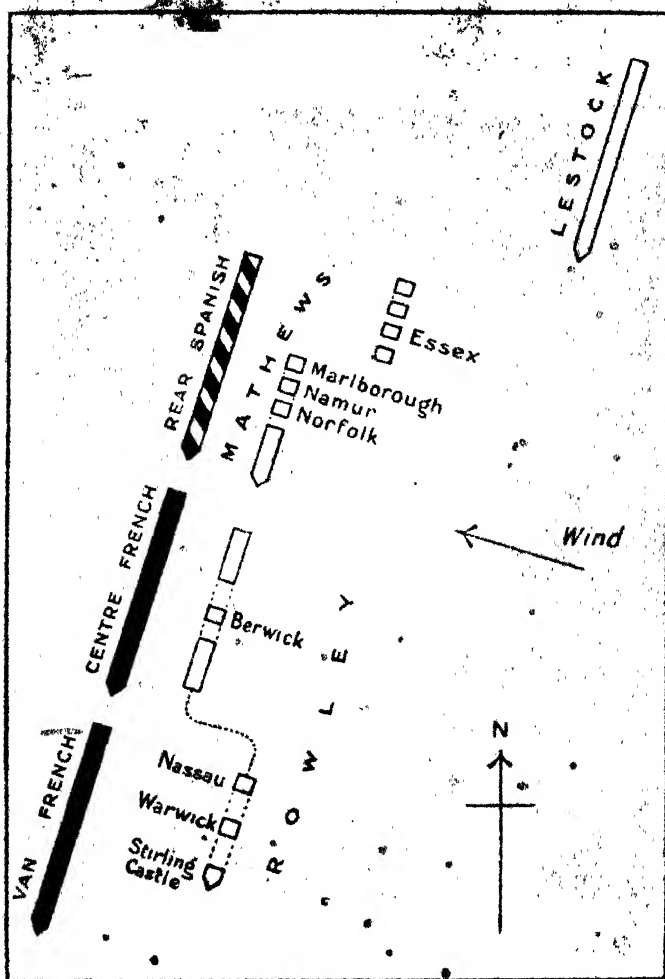 LESTOCK
REAR SPANISH
MATHEWS
Essex
Marlborough
Namur
Norfolk
CENTRE FRENCH
Wind
Berwick
ROWLEY
N
VAN FRENCH
Nassau
Warwick
Stirling
Castle